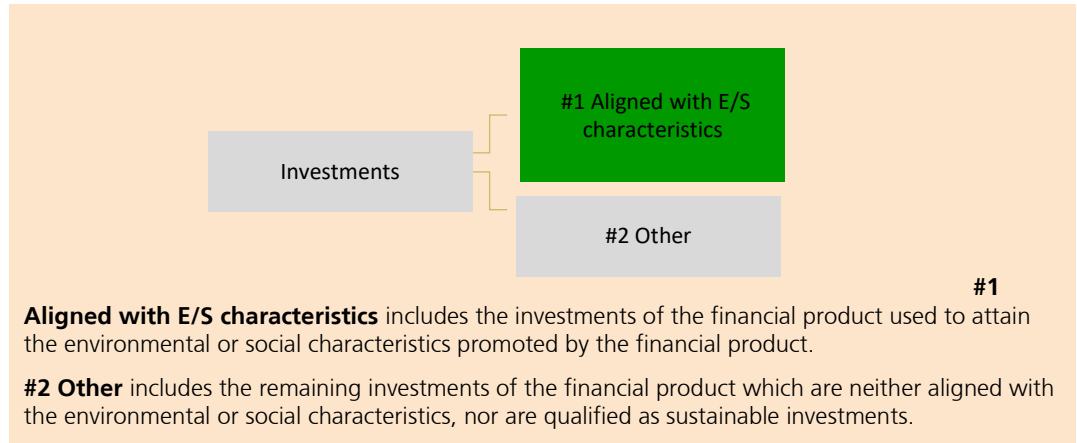 #1 Aligned with E/S
characteristics
Investments
#2 Other
#1
Aligned with E/S characteristics includes the investments of the financial product used to attain
the environmental or social characteristics promoted by the financial product.
#2 Other includes the remaining investments of the financial product which are neither aligned with
the environmental or social characteristics, nor are qualified as sustainable investments.